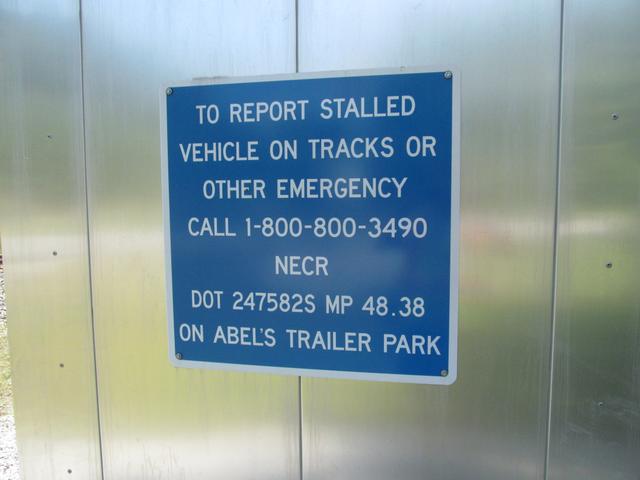 TO REPORT STALLED
VEHICLE ON TRACKS OR
OTHER EMERGENCY
CALL 1-800-800-3490
NECR
DOT 247582S MP 48.38
ON ABEL'S TRAILER PARK